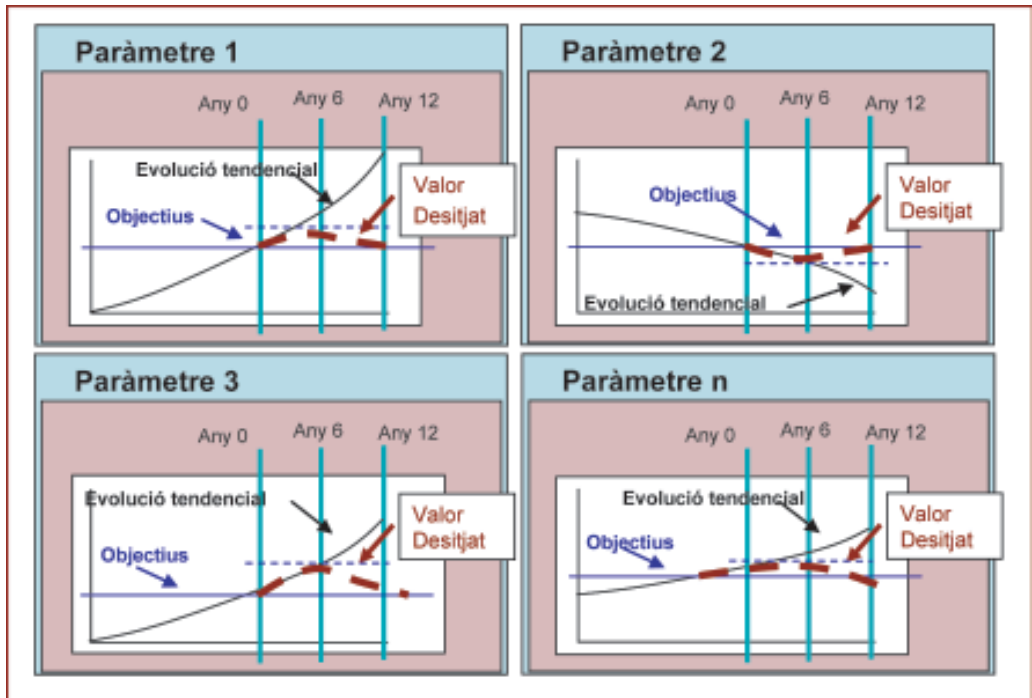 Paràmetre 1
Any 0
Any 6
Any 12
Evolució tendencial
Valor
Desitjat
Objectius
Paràmetre 2
Any 0
Any 6
Any 12
Objectius
Valor
Desitjat
Evolució tendencial
Paràmetre 3
Any 0
Any 6
Any 12
Evolució tendencial
Valor
Desitjat
Objectius
Paràmetre n
Any 0
Any 6
Any 12
Evolució tendencial
Valor
Desitjat
Objectius